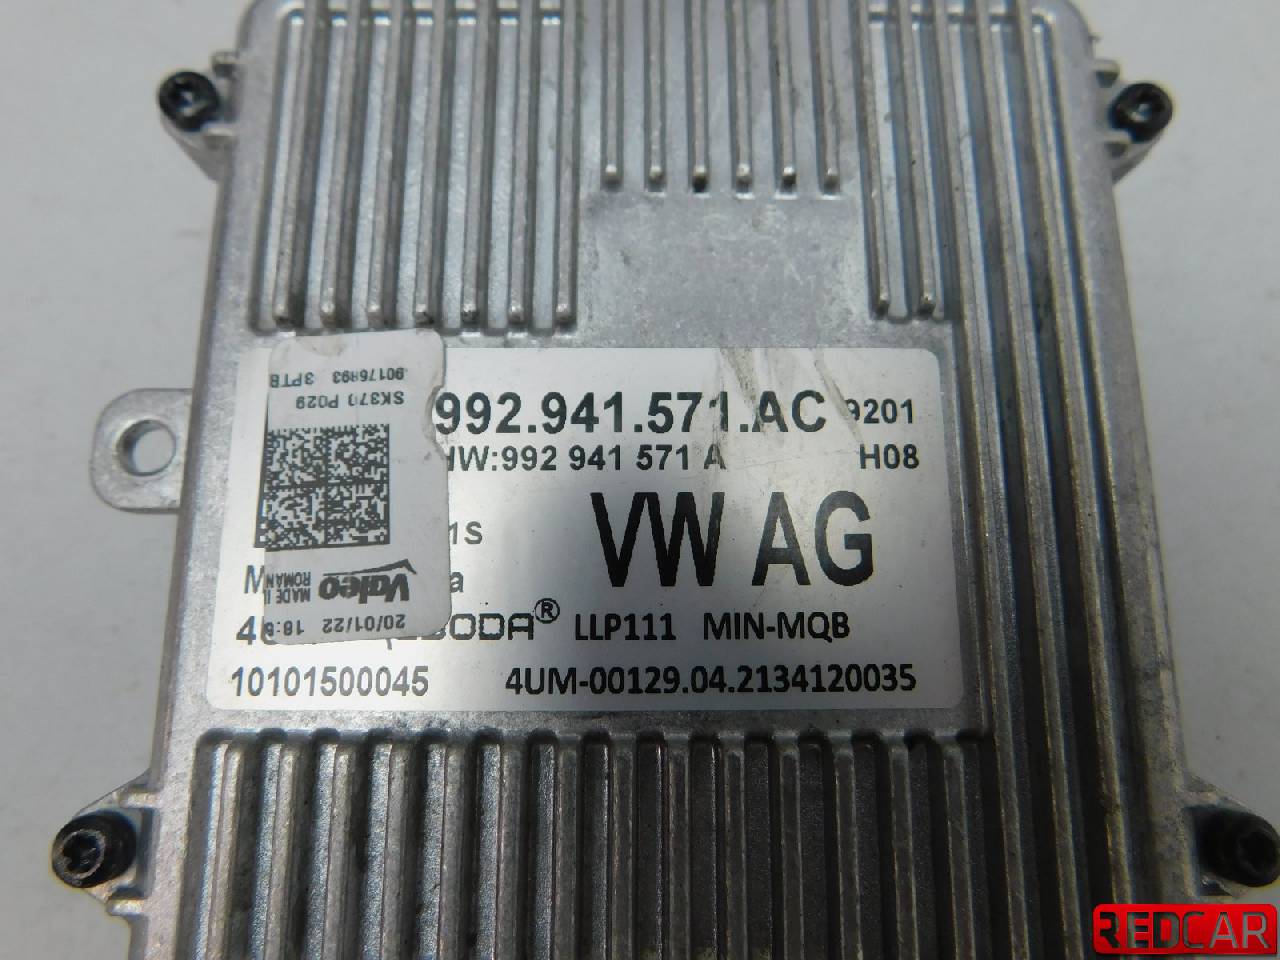 992.941.571.AC 9201
HW:992 941 571 A H08
1S
VW AG
LLP111 MIN-MQB
10101500045 4UM-00129.04.2134120035
.90176893 3PTB
SK370 P029
Valeo
MADE
20/01/22
REDCAR